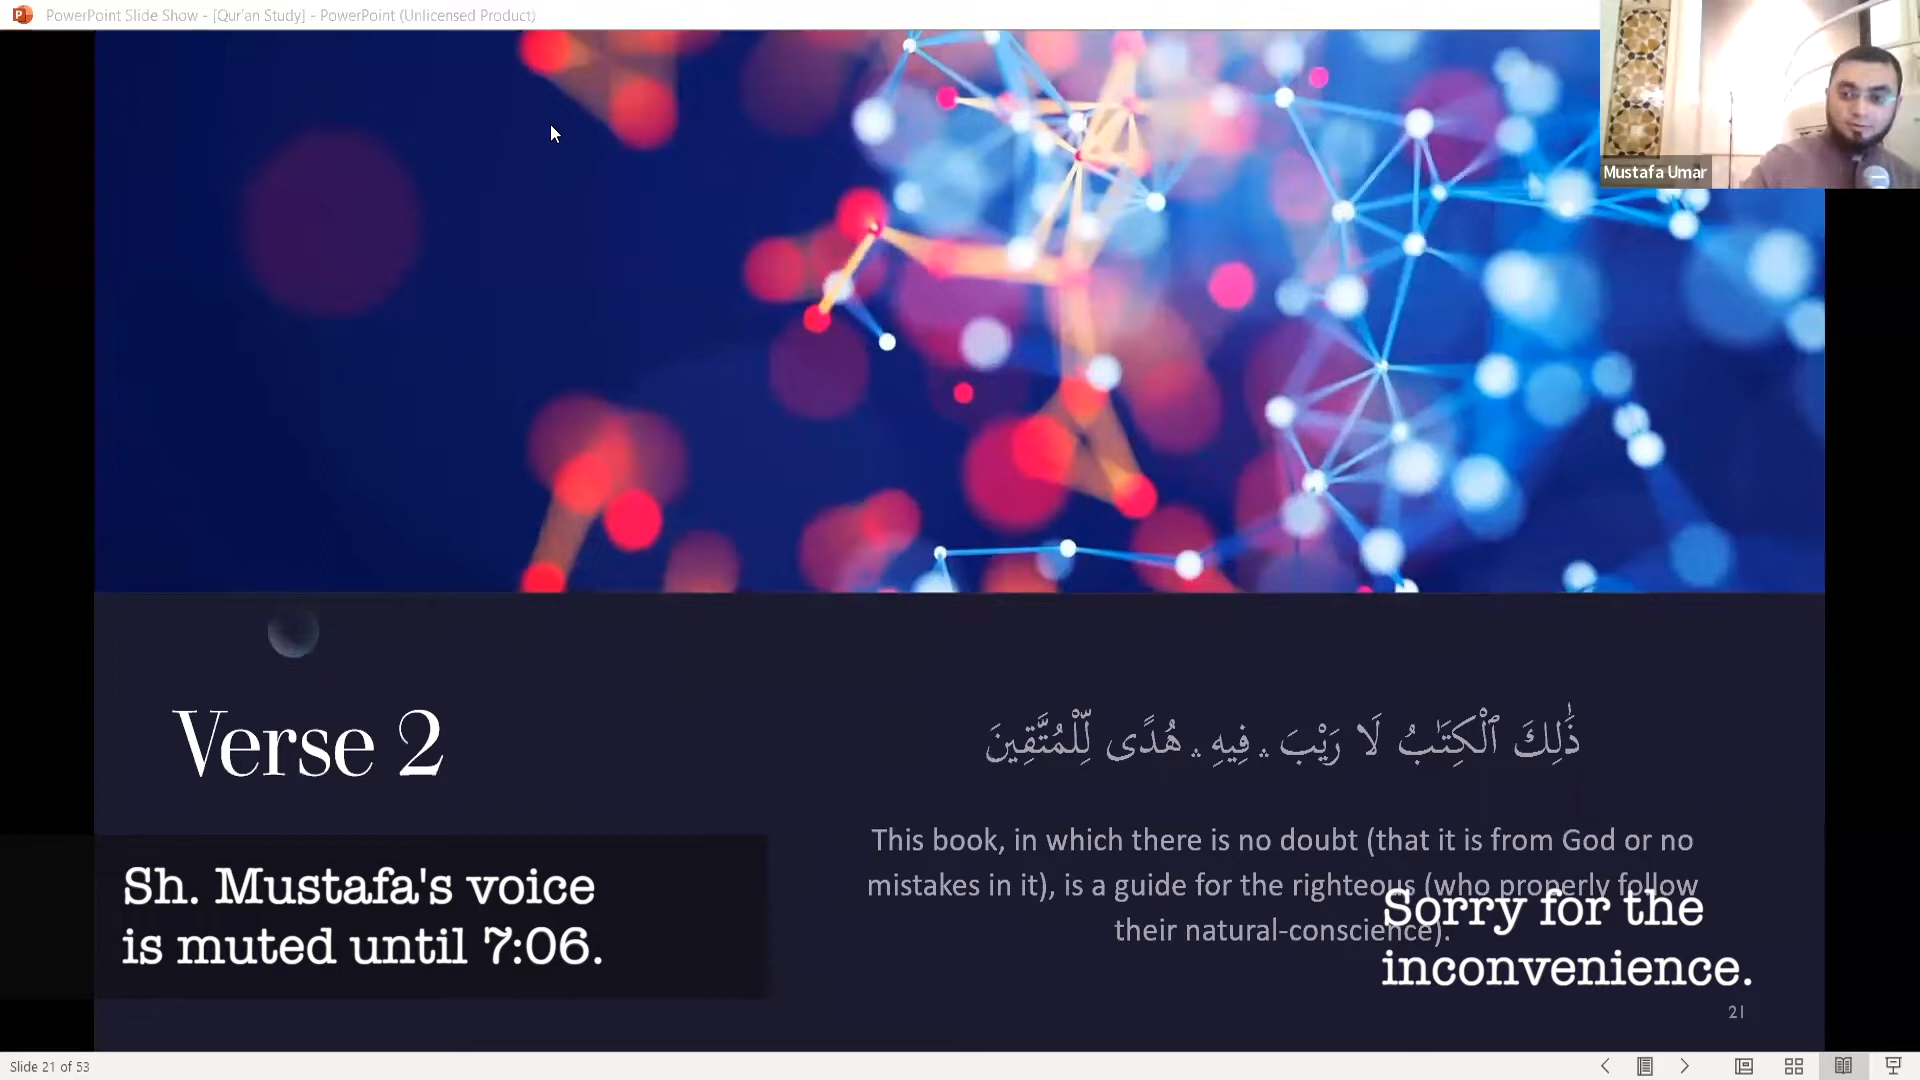 PowerPoint Slide Show - [Qur'an Study] - PowerPoint (Unlicensed Product)
Mustafa Umar
Verse 2
ذَٰلِكَ ٱلْكِتَـٰبُ لَا رَيْبَ ۛ فِيهِ ۛ هُدًى لِّلْمُتَّقِينَ
This book, in which there is no doubt (that it is from God or no
mistakes in it), is a guide for the righteous (who properly follow
their natural-conscience).
Sh. Mustafa's voice
is muted until 7:06.
Sorry for the
inconvenience.
21
Slide 21 of 53